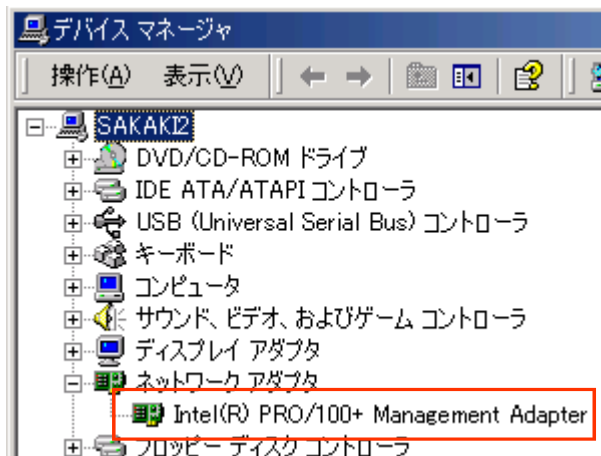 デバイス マネージャ
操作(A) 表示(V)
SAKAKI2
DVD/CD-ROM ドライブ
IDE ATA/ATAPI コントローラ
USB (Universal Serial Bus) コントローラ
キーボード
コンピュータ
サウンド、ビデオ、およびゲーム コントローラ
ディスプレイ アダプタ
ネットワーク アダプタ
Intel(R) PRO/100+ Management Adapter
フロッピー ディスク コントローラ